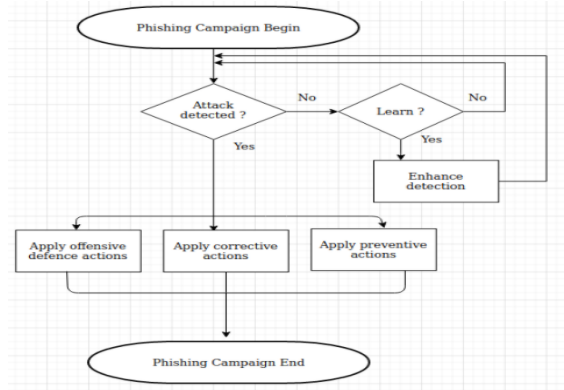 Phishing Campaign Begin
Attack
detected ?
No
Learn ?
No
Yes
Yes
Enhance
detection
Apply offensive
defence actions
Apply corrective
actions
Apply preventive
actions
Phishing Campaign End